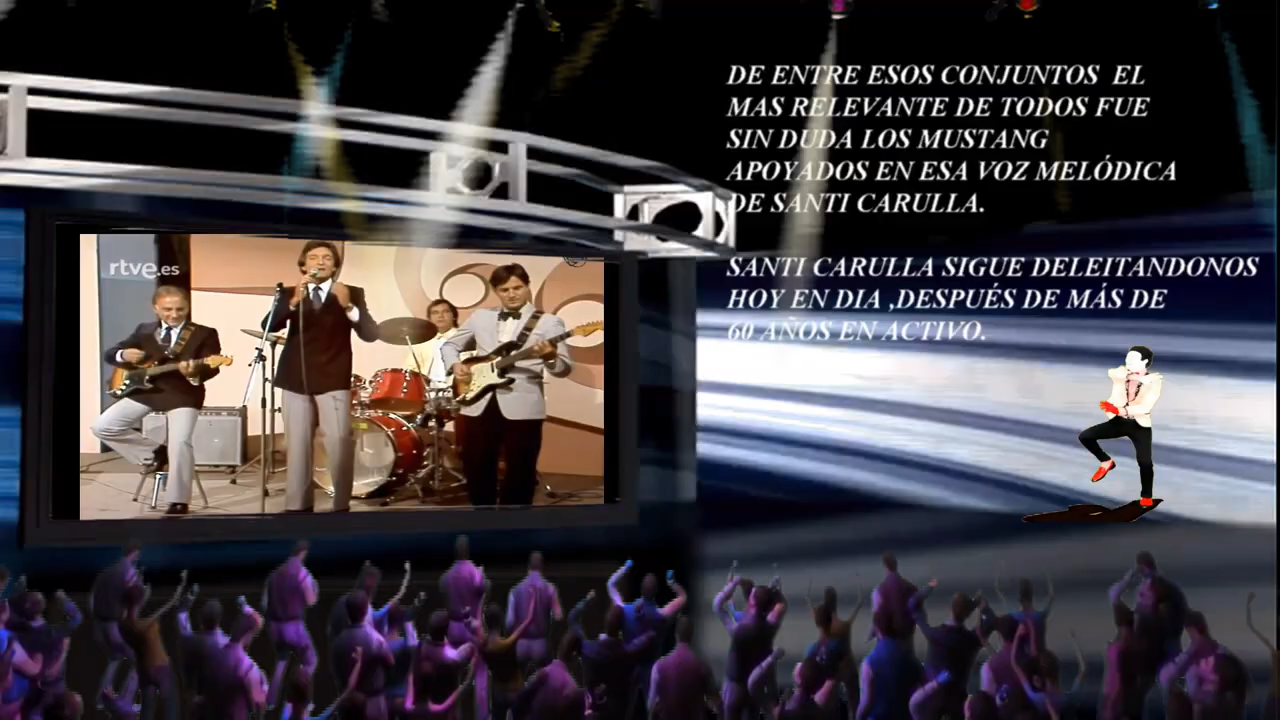 DE ENTRE ESOS CONJUNTOS EL
MAS RELEVANTE DE TODOS FUE
SIN DUDA LOS MUSTANG
APOYADOS EN ESA VOZ MELÓDICA
DE SANTI CARULLA.
SANTI CARULLA SIGUE DELEITANDONOS
HOY EN DIA ,DESPUÉS DE MÁS DE
60 AÑOS EN ACTIVO.
rtve.es